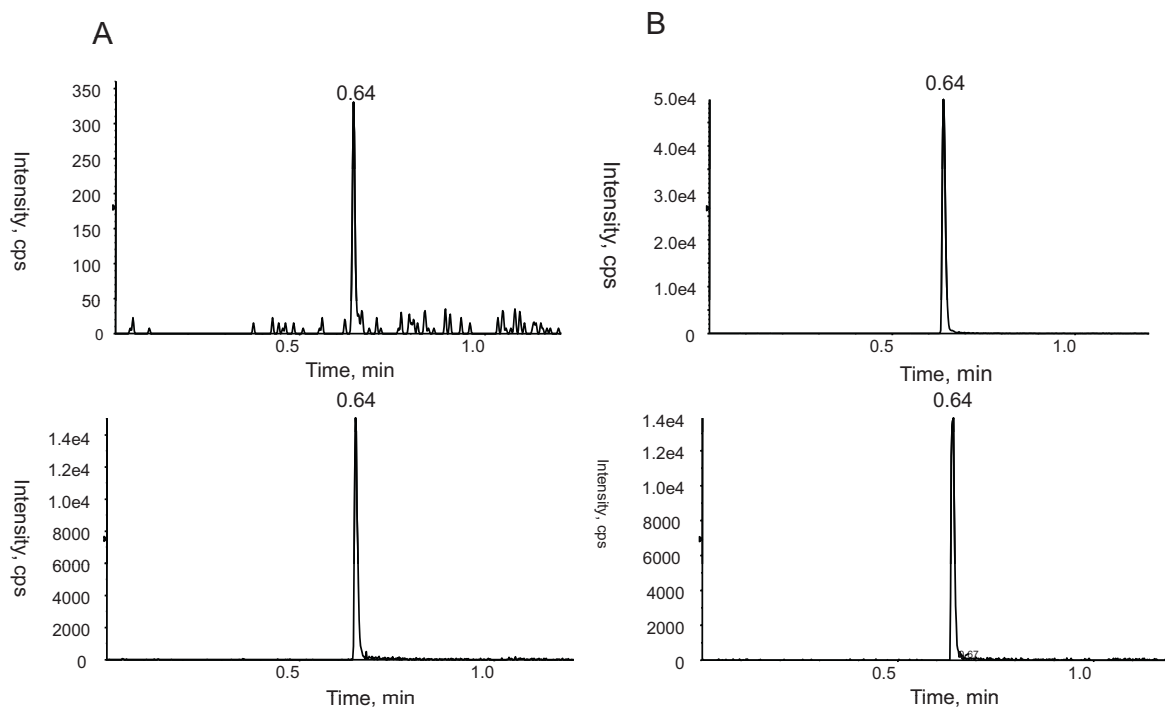 A
0.64
350
300
250
200
150
100
50
0
0.5
1.0
Intensity, cps
Time, min
B
0.64
5.0e4
4.0e4
3.0e4
2.0e4
1.0e4
0
0.5
1.0
Intensity, cps
Time, min
0.64
1.4e4
1.2e4
1.0e4
8000
6000
4000
2000
0
0.5
1.0
Intensity, cps
Time, min
0.64
1.4e4
1.2e4
1.0e4
8000
6000
4000
2000
0
0.67
0.5
1.0
Intensity, cps
Time, min